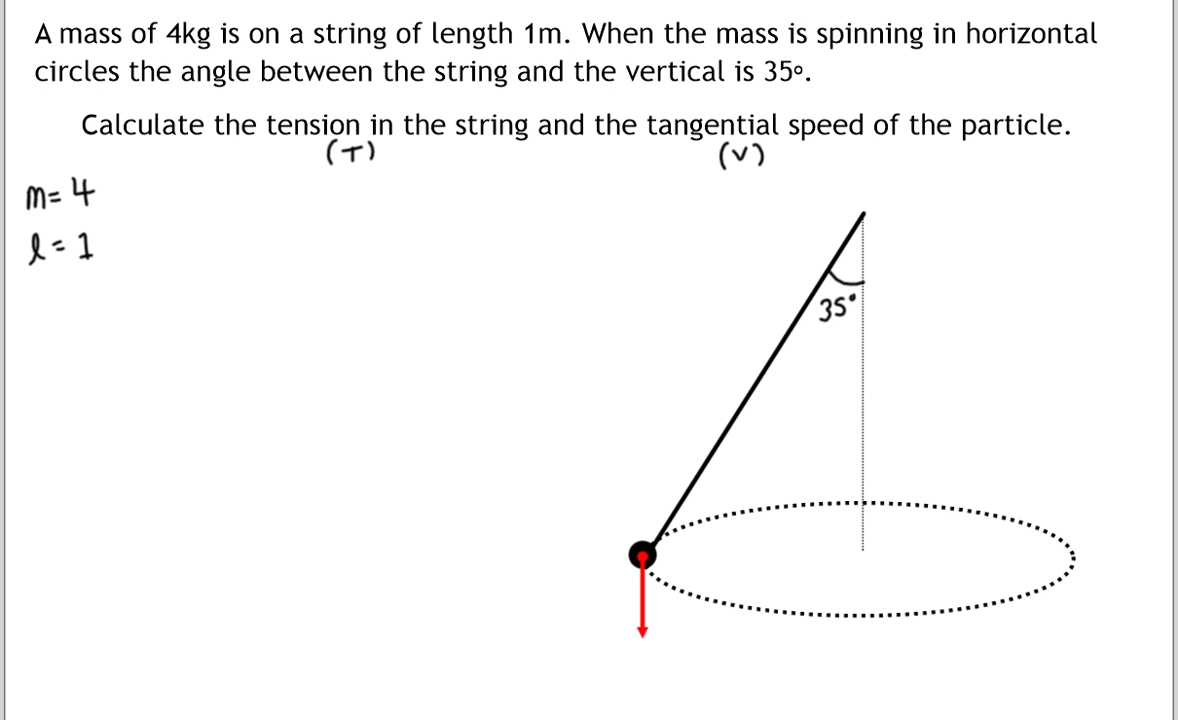 A mass of 4kg is on a string of length 1m. When the mass is spinning in horizontal
circles the angle between the string and the vertical is 35º.
Calculate the tension in the string and the tangential speed of the particle.
(T) (v)
m= 4
l = 1
35°